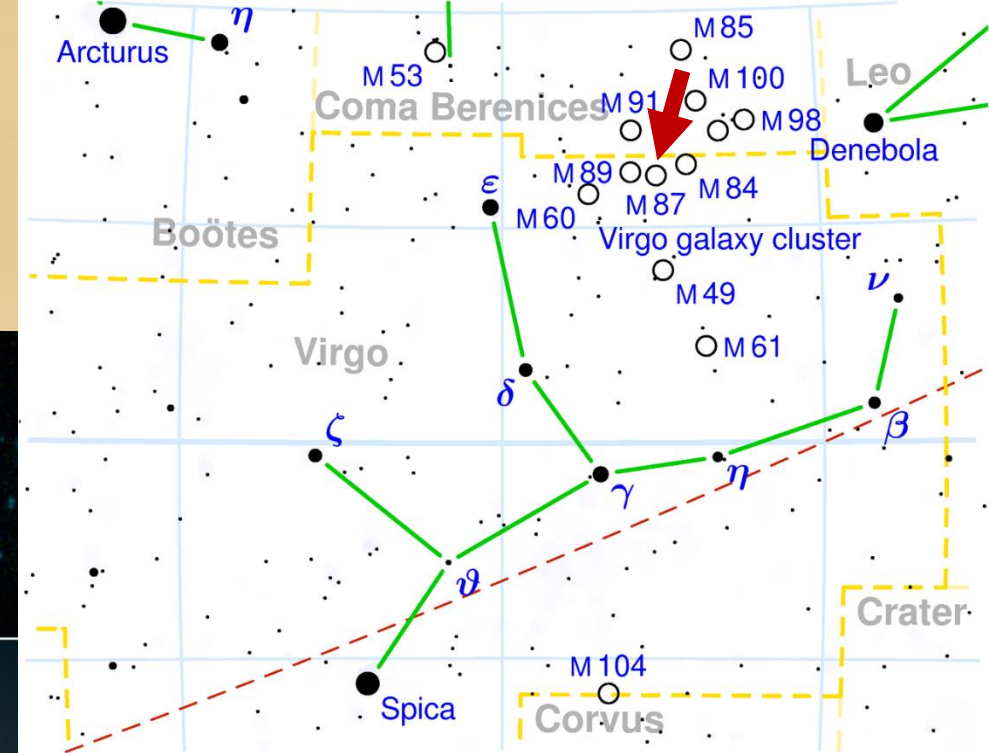 η
Arcturus
M 85
M 53
M 100
Leo
Coma Berenices
M 91
M 98
Denebola
M 89
M 84
ε
M 60
M 87
Boötes
Virgo galaxy cluster
ν
M 49
Virgo
M 61
δ
ζ
β
γ
η
ϑ
Crater
M 104
Spica
Corvus